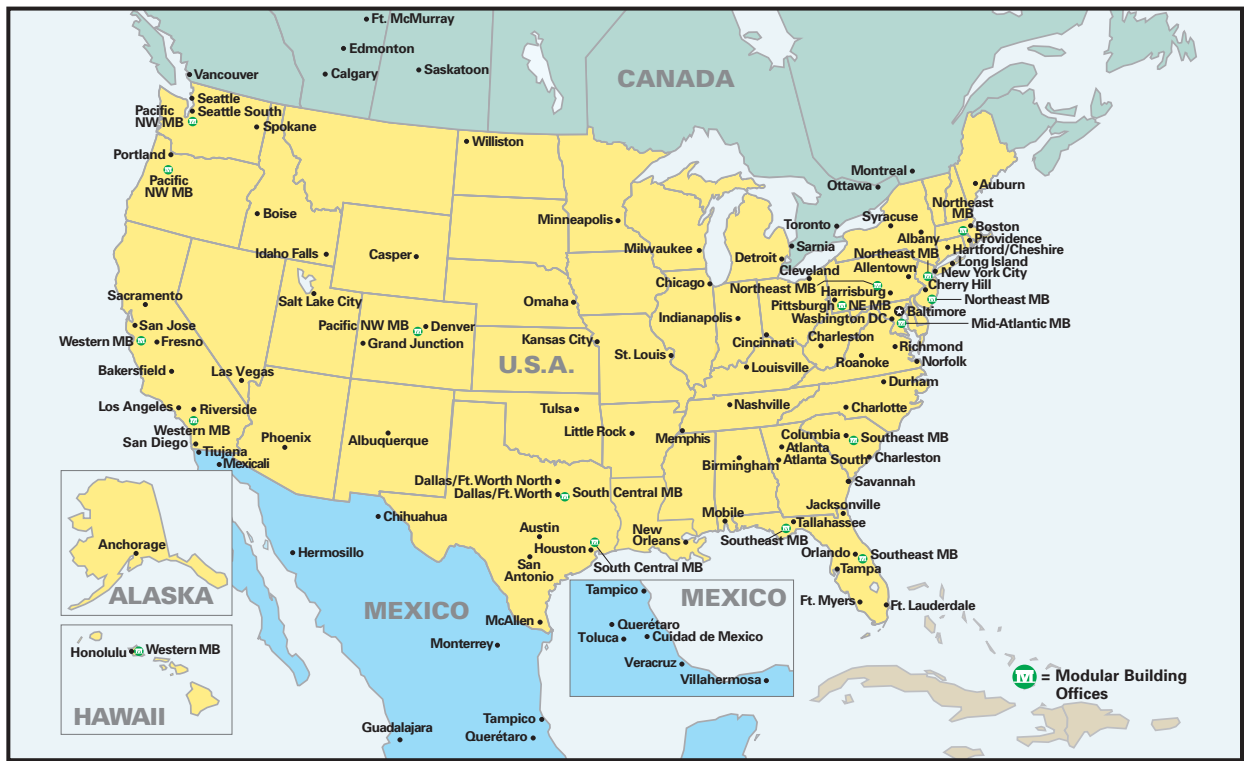 Ft. McMurray
Edmonton
Calgary
Saskatoon
CANADA
Vancouver
Seattle
Seattle South
Pacific
NW MB
Spokane
Williston
Portland
Pacific
NW MB
Montreal
Ottawa
Auburn
Boise
Minneapolis
Toronto
Syracuse
Northeast
MB
Boston
Albany
Providence
Idaho Falls
Casper
Milwaukee
Sarnia
Hartford/Cheshire
Detroit
Northeast MB
Long Island
Cleveland
Allentown
New York City
Chicago
Northeast MB
Harrisburg
Cherry Hill
Sacramento
Salt Lake City
Omaha
Pittsburgh
NE MB
Northeast MB
Baltimore
Indianapolis
Washington DC
Mid-Atlantic MB
San Jose
Pacific NW MB
Denver
Western MB
Fresno
Grand Junction
Kansas City
Cincinnati
Charleston
Richmond
St. Louis
U.S.A.
Louisville
Roanoke
Norfolk
Bakersfield
Las Vegas
Durham
Los Angeles
Riverside
Tulsa
Nashville
Charlotte
Western MB
Little Rock
Memphis
Columbia
Southeast MB
San Diego
Phoenix
Albuquerque
Atlanta
Tiujana
Birmingham
Atlanta South
Charleston
Mexicali
Dallas/Ft. Worth North
Savannah
Dallas/Ft. Worth
South Central MB
Jacksonville
Chihuahua
Mobile
Tallahassee
Austin
New
Orleans
Southeast MB
Anchorage
Hermosillo
Houston
Orlando
Southeast MB
San
Antonio
South Central MB
Tampa
ALASKA
MEXICO
Tampico
MEXICO
Ft. Myers
Ft. Lauderdale
McAllen
Querétaro
Toluca
Cuidad de Mexico
Honolulu
Western MB
Monterrey
Veracruz
Villahermosa
M = Modular Building
Offices
HAWAII
Guadalajara
Tampico
Querétaro